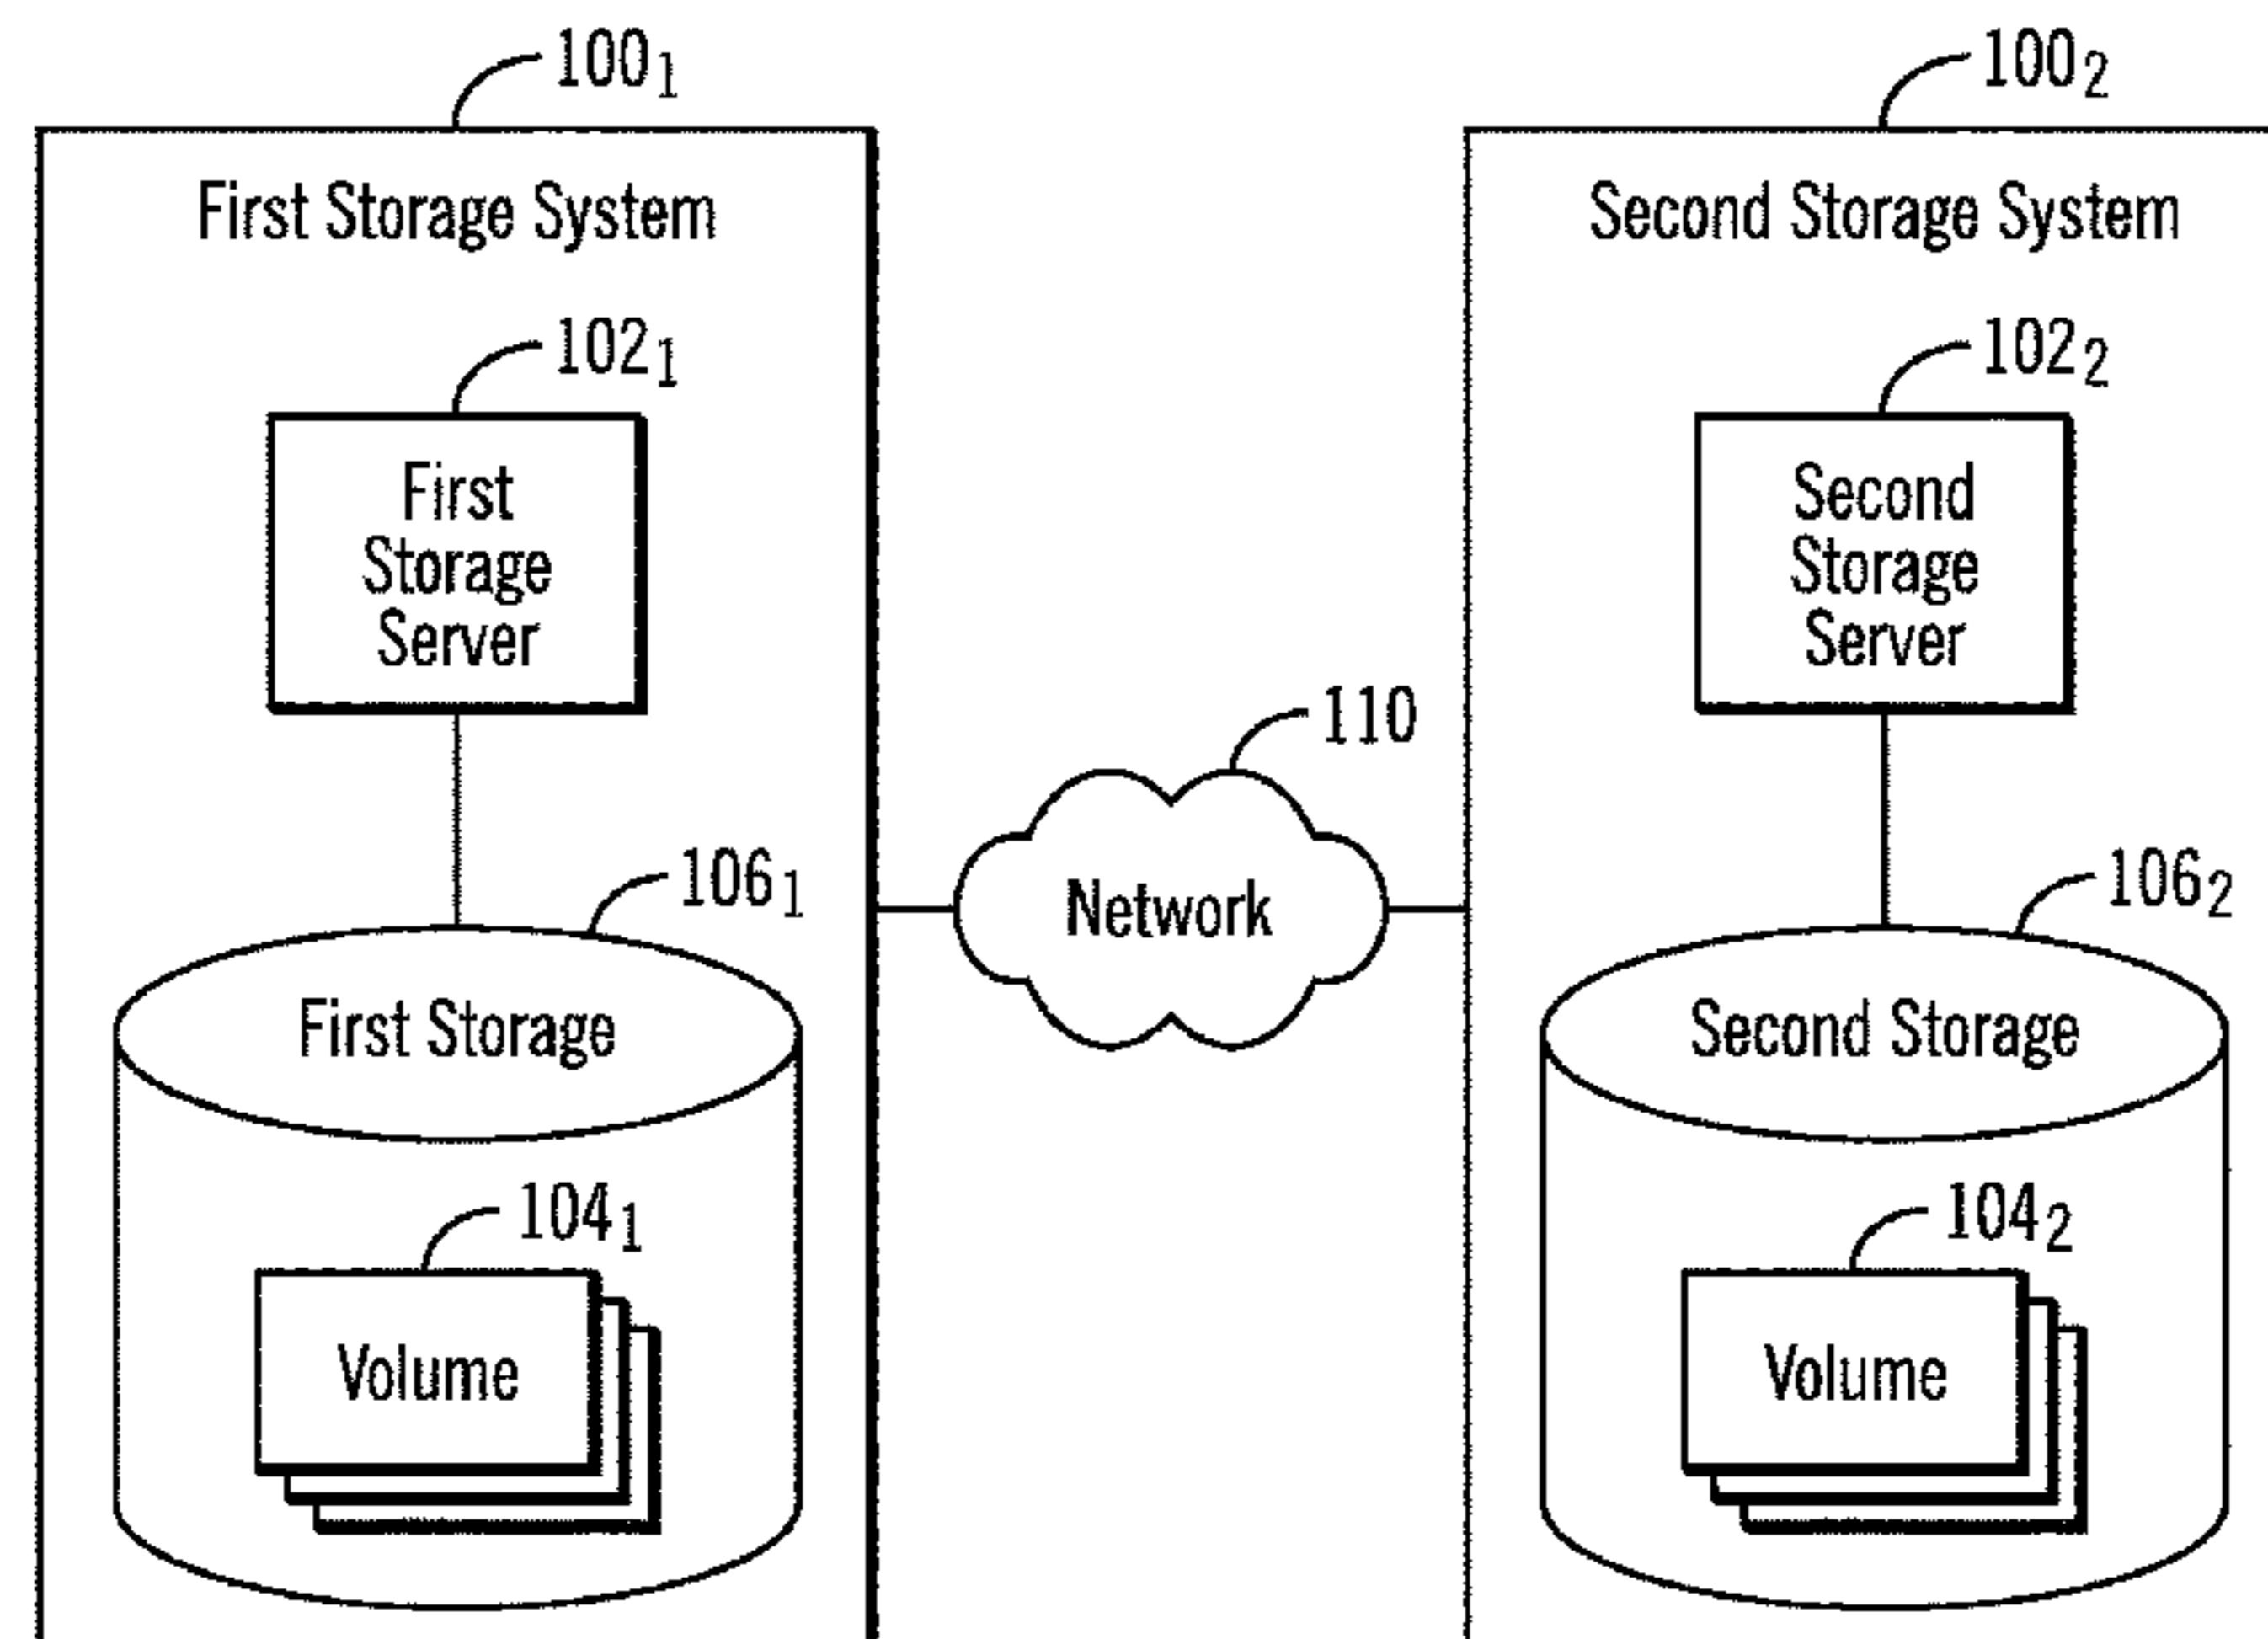 100₁
100₂
First Storage System
Second Storage System
102₁
102₂
First
Storage
Server
Second
Storage
Server
110
106₁
106₂
Network
First Storage
Second Storage
104₁
104₂
Volume
Volume